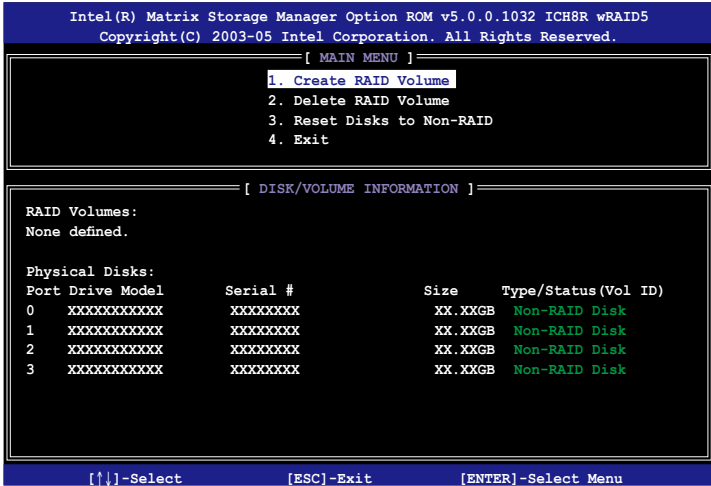 Intel(R) Matrix Storage Manager Option ROM v5.0.0.1032 ICH8R wRAID5
Copyright(C) 2003-05 Intel Corporation. All Rights Reserved.
[ MAIN MENU ]
1. Create RAID Volume
2. Delete RAID Volume
3. Reset Disks to Non-RAID
4. Exit
[ DISK/VOLUME INFORMATION ]
RAID Volumes:
None defined.
Physical Disks:
Port Drive Model Serial # Size Type/Status(Vol ID)
0 XXXXXXXXXXX XXXXXXXX XX.XXGB Non-RAID Disk
1 XXXXXXXXXXX XXXXXXXX XX.XXGB Non-RAID Disk
2 XXXXXXXXXXX XXXXXXXX XX.XXGB Non-RAID Disk
3 XXXXXXXXXXX XXXXXXXX XX.XXGB Non-RAID Disk
[↑↓]-Select [ESC]-Exit [ENTER]-Select Menu